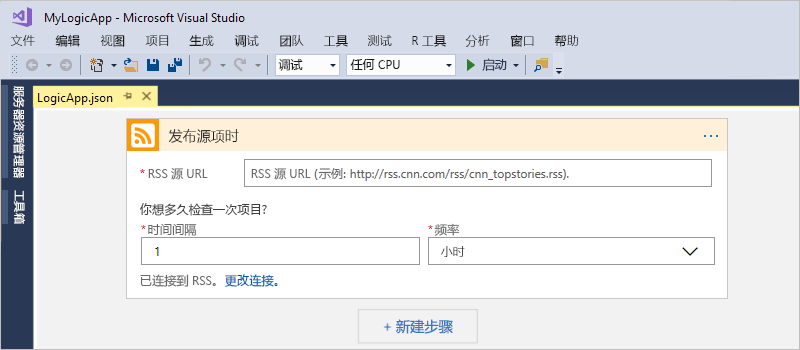 MyLogicApp - Microsoft Visual Studio
文件 编辑 视图 项目 生成 调试 团队 工具 测试 R 工具 分析 窗口 帮助
调试 任何 CPU 启动
服务器资源管理器
工具箱
LogicApp.json
发布源项时
* RSS 源 URL RSS 源 URL (示例: http://rss.cnn.com/rss/cnn_topstories.rss).
你想多久检查一次项目?
*时间间隔 *频率
1 小时
已连接到 RSS。更改连接。
+ 新建步骤